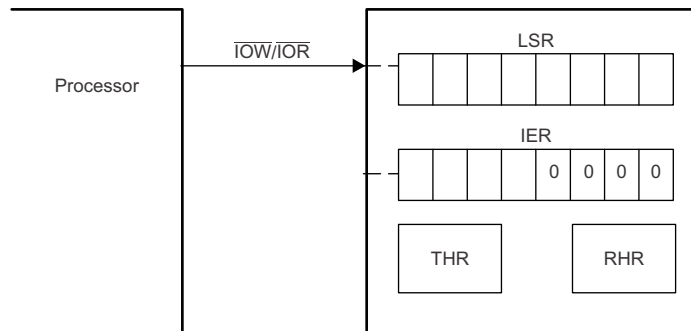 LSR
IOW/IOR
Processor
IER
0 0 0 0
THR RHR